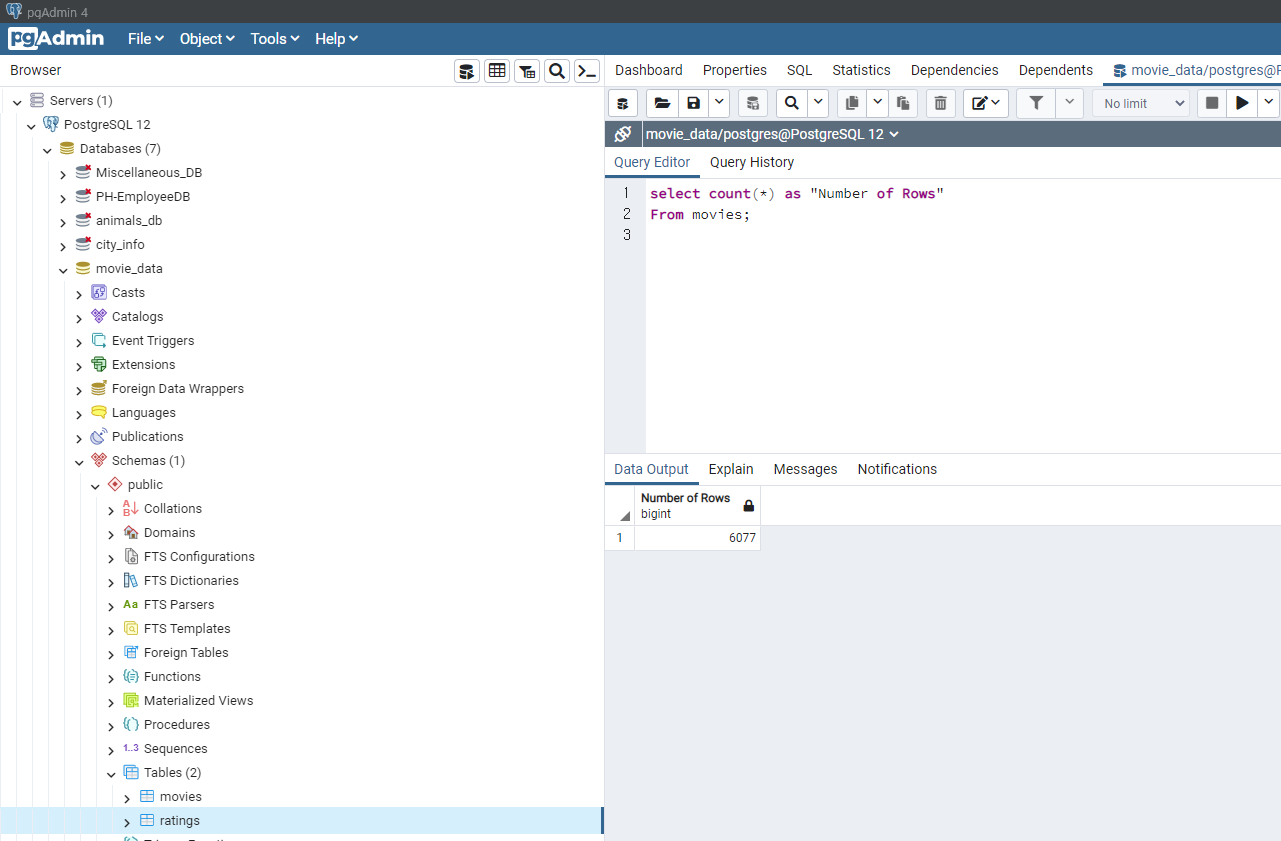 pgAdmin 4
pgAdmin File Object Tools Help
Browser
Servers (1)
PostgreSQL 12
Databases (7)
Miscellaneous_DB
PH-EmployeeDB
animals_db
city_info
movie_data
Casts
Catalogs
Event Triggers
Extensions
Foreign Data Wrappers
Languages
Publications
Schemas (1)
public
Collations
Domains
FTS Configurations
FTS Dictionaries
Aa FTS Parsers
FTS Templates
Foreign Tables
Functions
Materialized Views
Procedures
1..3 Sequences
Tables (2)
movies
ratings
Dashboard Properties SQL Statistics Dependencies Dependents movie_data/postgres@P
No limit
movie_data/postgres@PostgreSQL 12
Query Editor Query History
1 select count(*) as "Number of Rows"
2 From movies;
3
Data Output Explain Messages Notifications
Number of Rows
bigint
1 6077